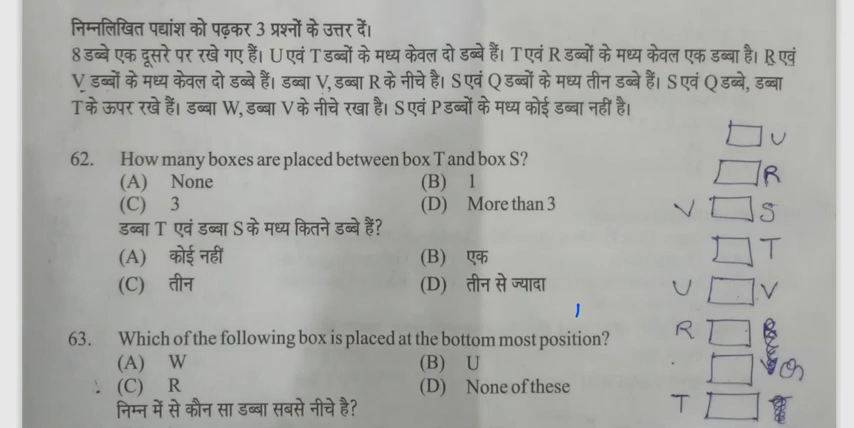 निम्नलिखित पद्यांश को पढ़कर 3 प्रश्नों के उत्तर दें।
8 डब्बे एक दूसरे पर रखे गए हैं। U एवं T डब्बों के मध्य केवल दो डब्बे हैं। T एवं R डब्बों के मध्य केवल एक डब्बा है। R एवं
V डब्बों के मध्य केवल दो डब्बे हैं। डब्बा V, डब्बा R के नीचे है। S एवं Q डब्बों के मध्य तीन डब्बे हैं। S एवं Q डब्बे, डब्बा
T के ऊपर रखे हैं। डब्बा W, डब्बा V के नीचे रखा है। S एवं P डब्बों के मध्य कोई डब्बा नहीं है।
U
R
V S
T
U V
R
Q
T
62. How many boxes are placed between box T and box S?
(A) None (B) 1
(C) 3 (D) More than 3
डब्बा T एवं डब्बा S के मध्य कितने डब्बे हैं?
(A) कोई नहीं (B) एक
(C) तीन (D) तीन से ज्यादा
63. Which of the following box is placed at the bottom most position?
(A) W (B) U
(C) R (D) None of these
निम्न में से कौन सा डब्बा सबसे नीचे है?